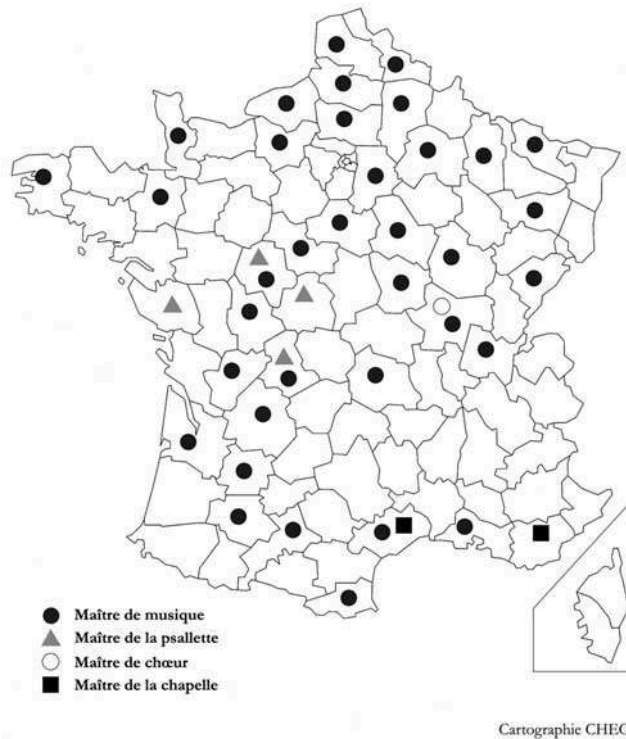 Maître de musique
Maître de la psallette
Maître de chœur
Maître de la chapelle
Cartographie CHEC